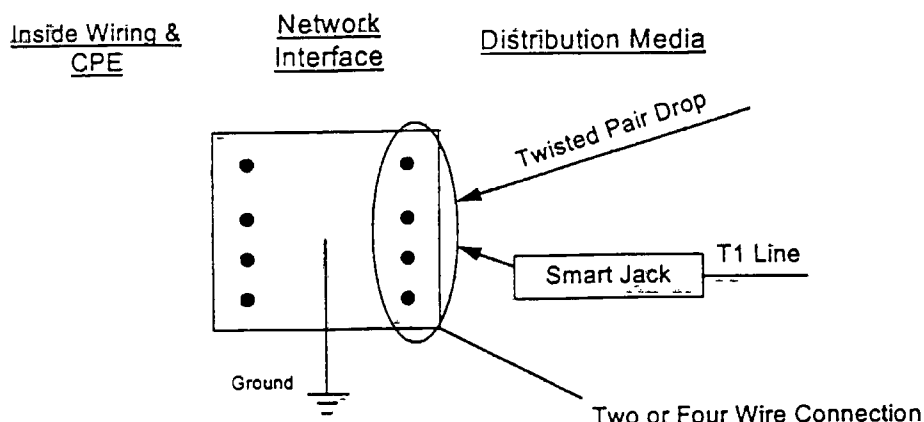 Inside Wiring &
CPE
Network
Interface
Distribution Media
Twisted Pair Drop
T1 Line
Smart Jack
Ground
Two or Four Wire Connection